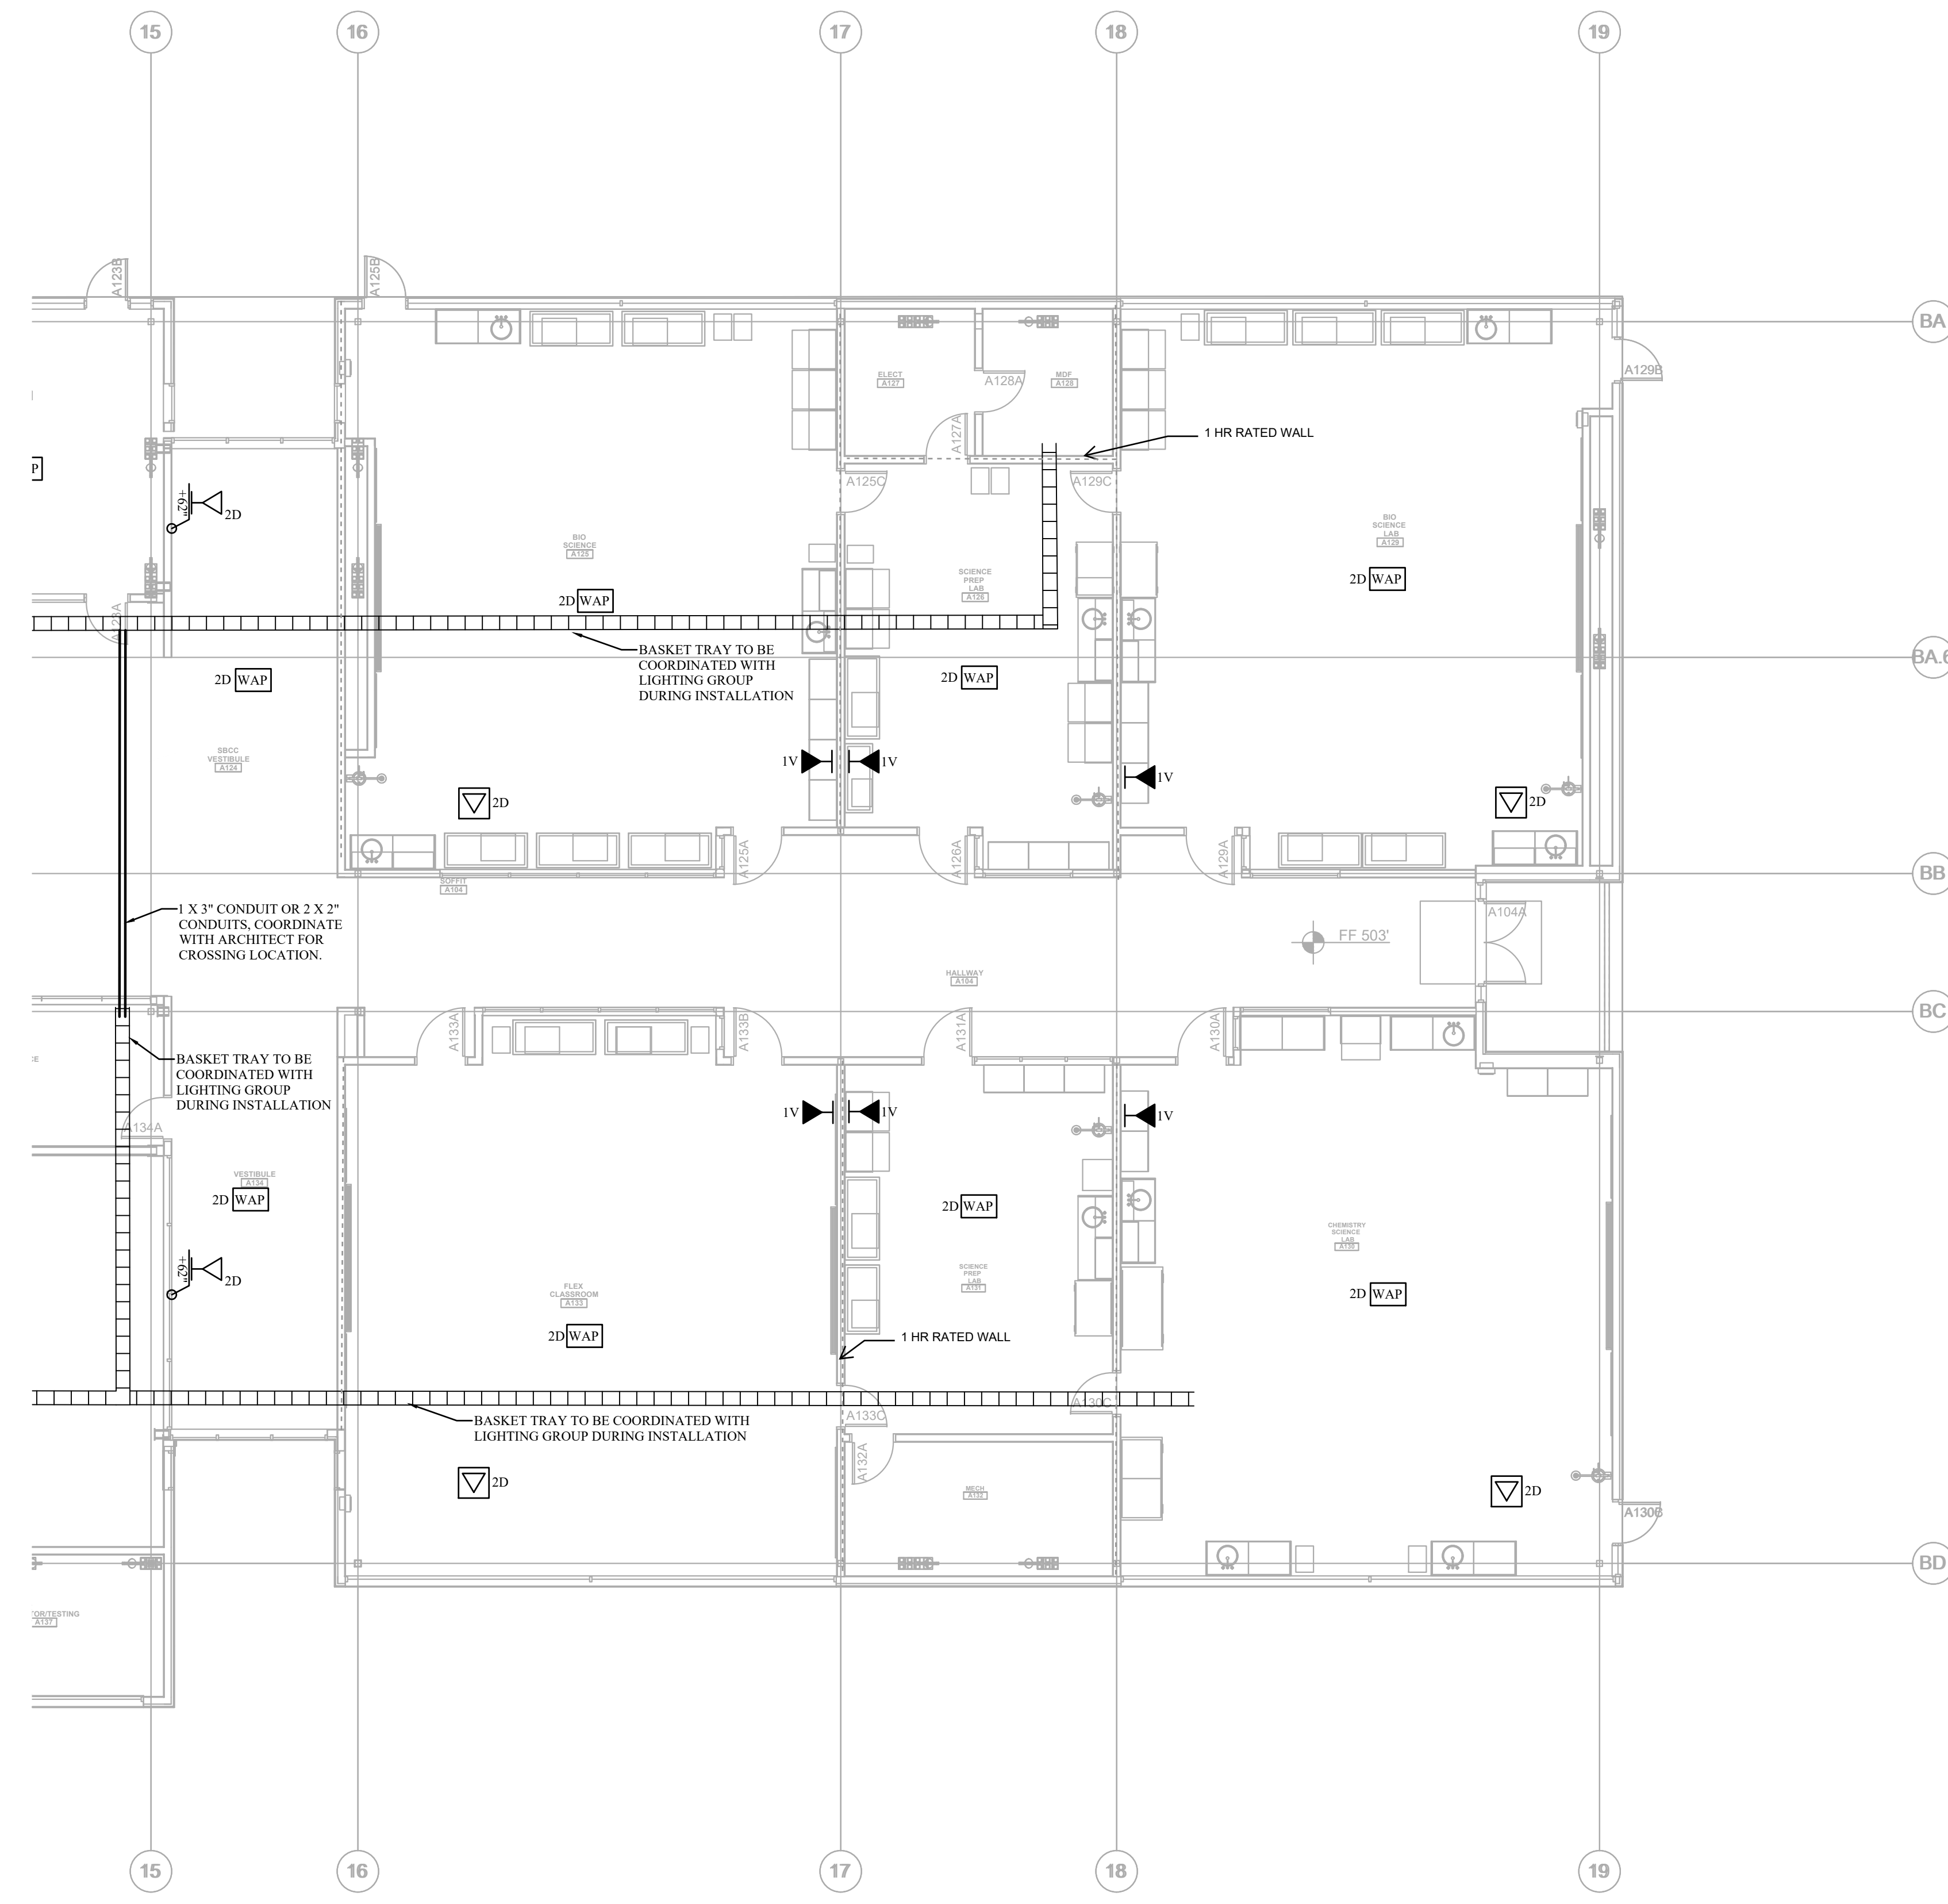 15
16
17
18
19
A123B
A125B
BA
ELECT
A127
A128A
MDF
A128
A129B
A127A
1 HR RATED WALL
P
A125C
A129C
+62"
2D
BIO
SCIENCE
A125
BIO
SCIENCE
LAB
A129
SCIENCE
PREP
LAB
A126
2D WAP
2D WAP
A123A
BASKET TRAY TO BE
COORDINATED WITH
LIGHTING GROUP
DURING INSTALLATION
BA.6
2D WAP
2D WAP
SBCC
VESTIBULE
A124
1V
1V
1V
2D
2D
A125A
A126A
A129A
SOFFIT
A104
BB
1 X 3" CONDUIT OR 2 X 2"
CONDUITS, COORDINATE
WITH ARCHITECT FOR
CROSSING LOCATION.
A104A
FF 503'
HALLWAY
A104
BC
A133A
A133B
A131A
A130A
BASKET TRAY TO BE
COORDINATED WITH
LIGHTING GROUP
DURING INSTALLATION
CE
A134A
1V
1V
1V
VESTIBULE
A134
2D WAP
2D WAP
CHEMISTRY
SCIENCE
LAB
A130
+62"
2D
SCIENCE
PREP
LAB
A131
FLEX
CLASSROOM
A133
2D WAP
2D WAP
1 HR RATED WALL
A130C
A133C
BASKET TRAY TO BE COORDINATED WITH
LIGHTING GROUP DURING INSTALLATION
A132A
2D
MECH
A132
2D
A130B
BD
TOR/TESTING
A137
15
16
17
18
19